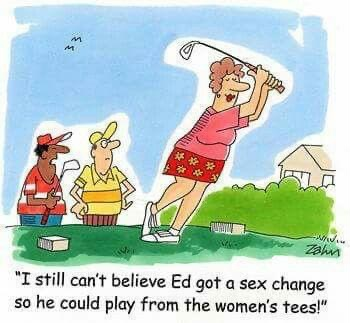 Zahn
"I still can't believe Ed got a sex change
so he could play from the women's tees!"